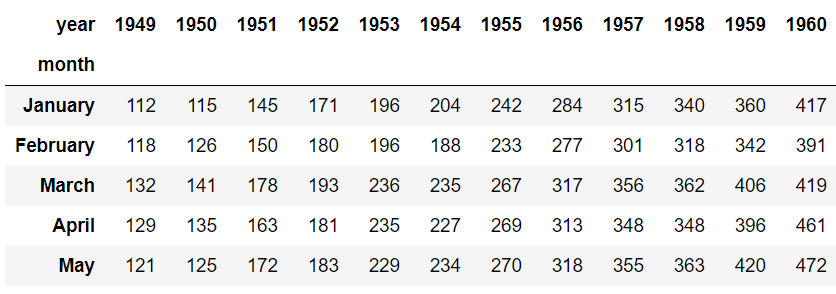 year 1949 1950 1951 1952 1953 1954 1955 1956 1957 1958 1959 1960
month
January 112 115 145 171 196 204 242 284 315 340 360 417
February 118 126 150 180 196 188 233 277 301 318 342 391
March 132 141 178 193 236 235 267 317 356 362 406 419
April 129 135 163 181 235 227 269 313 348 348 396 461
May 121 125 172 183 229 234 270 318 355 363 420 472